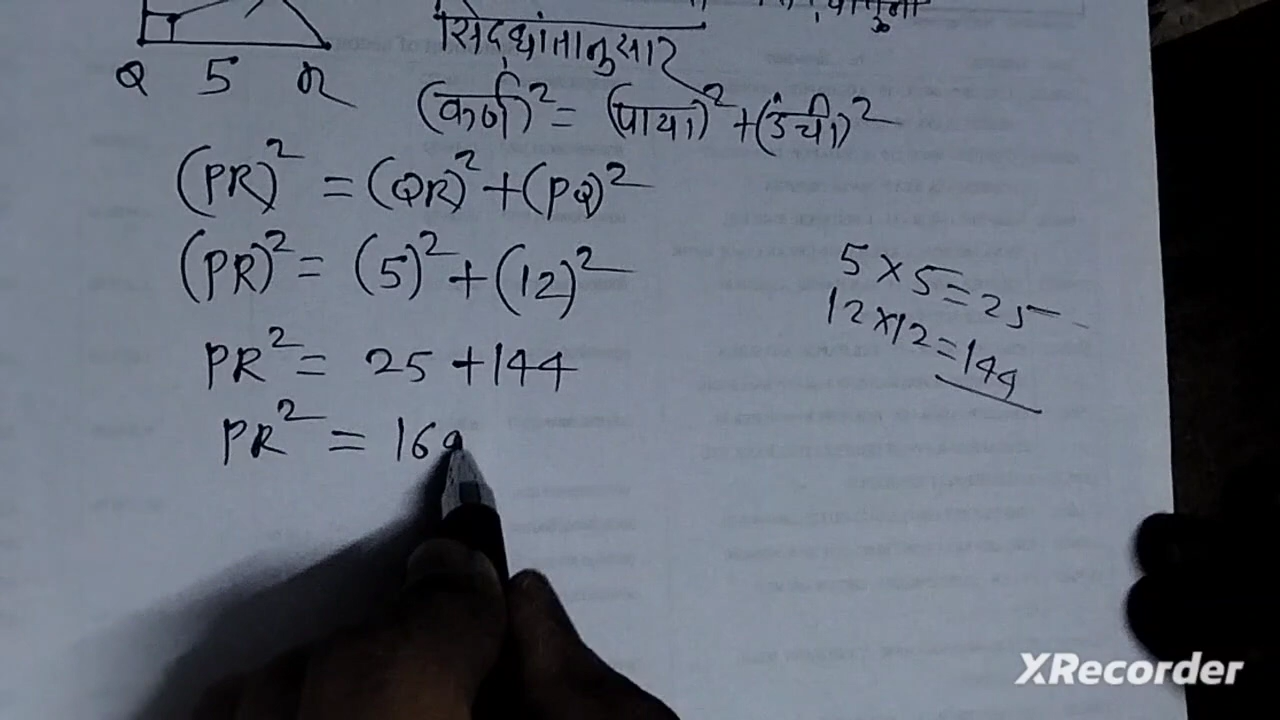 Q 5 R
सिद्धांतानुसार
(कर्ण)² = (पाया)² + (उंची)²
(PR)² = (QR)² + (PQ)²
(PR)² = (5)² + (12)²
PR² = 25 + 144
PR² = 169
5 × 5 = 25
12 × 12 = 144
XRecorder